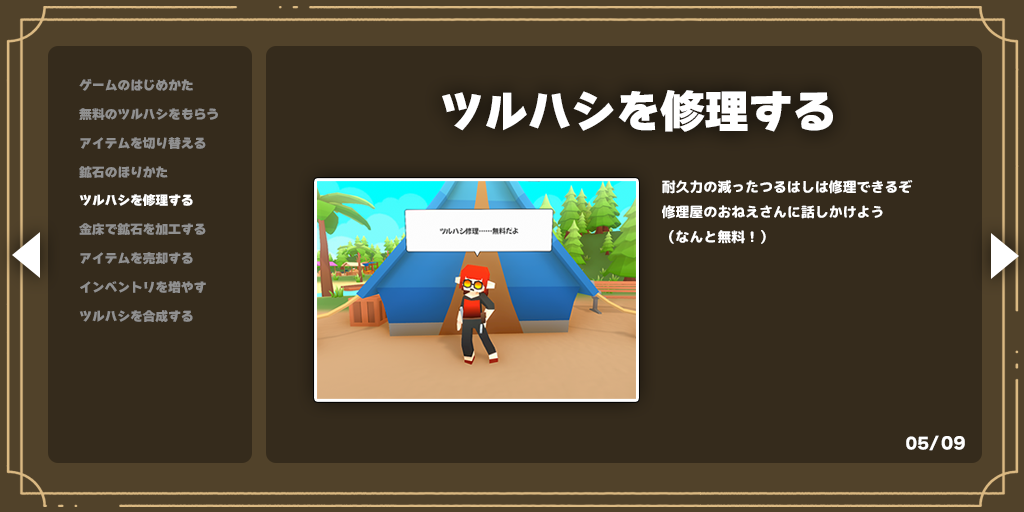 ゲームのはじめかた
無料のツルハシをもらう
アイテムを切り替える
鉱石のほりかた
ツルハシを修理する
金床で鉱石を加工する
アイテムを売却する
インベントリを増やす
ツルハシを合成する
ツルハシを修理する
ツルハシ修理……無料だよ
耐久力の減ったつるはしは修理できるぞ
修理屋のおねえさんに話しかけよう
（なんと無料！）
05/09